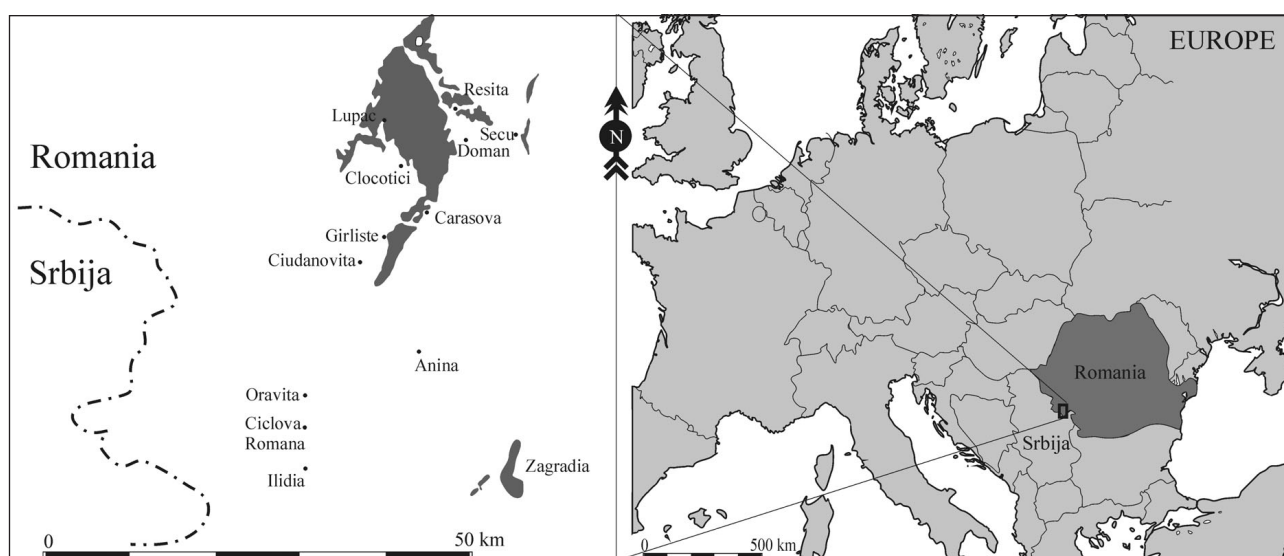 EUROPE
Resita
Lupac
Secu
Doman
Romania
Clocotici
Carasova
Girliste
Srbija
Ciudanovita
Anina
Oravita
Ciclova
Romana
Ilidia
Zagradia
0
50 km
N
Romania
Srbija
0
500 km